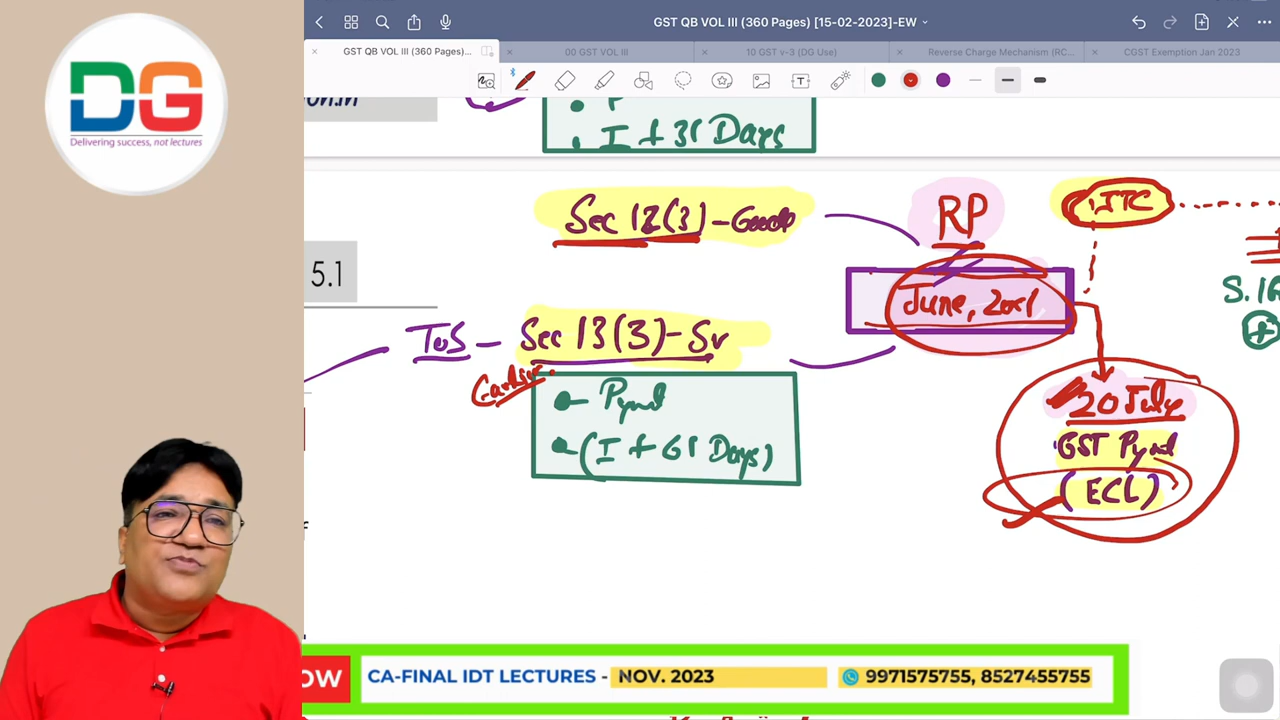 DG
Delivering success, not lectures
GST QB VOL III (360 Pages) [15-02-2023]-EW
GST QB VOL III (360 Pages)...
00 GST VOL III
10 GST v-3 (DG Use)
Reverse Charge Mechanism (RC...
CGST Exemption Jan 2023
I + 31 Days
Sec 12(3) - Goods
RP
ITC
5.1
June, 2021
ToS - Sec 13(3) - Sv
Earlier
Pymt
(I + 61 Days)
20 July
GST Pymt
(ECL)
OW
CA-FINAL IDT LECTURES - NOV. 2023
9971575755, 8527455755